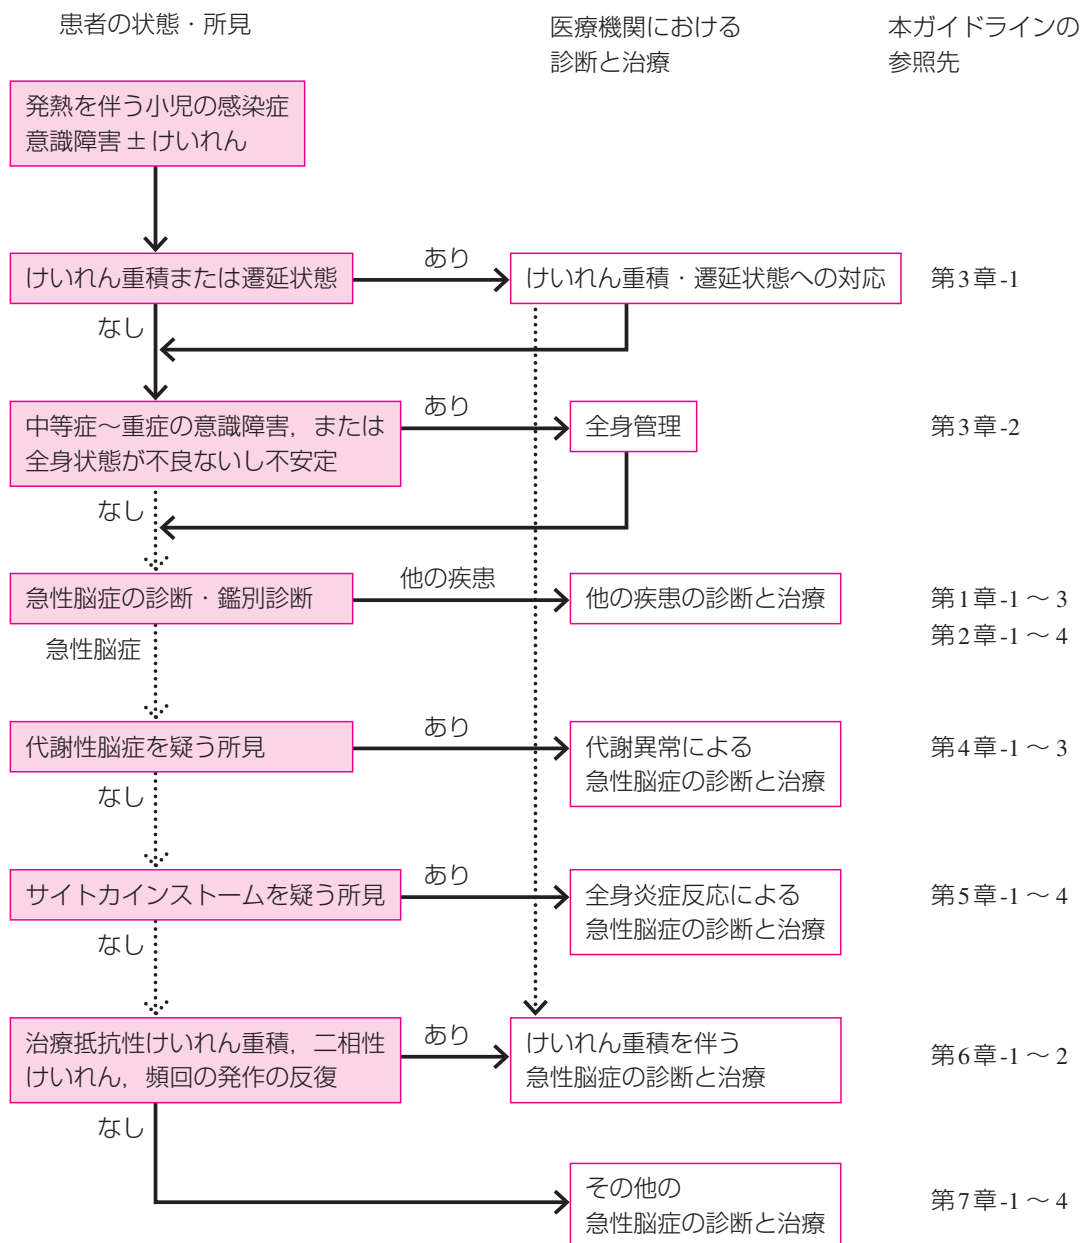 患者の状態・所見
医療機関における
診断と治療
本ガイドラインの
参照先
発熱を伴う小児の感染症
意識障害 ± けいれん
けいれん重積または遷延状態
あり
けいれん重積・遷延状態への対応
第3章-1
なし
中等症～重症の意識障害，または
全身状態が不良ないし不安定
あり
全身管理
第3章-2
なし
急性脳症の診断・鑑別診断
他の疾患
他の疾患の診断と治療
第1章-1 ～ 3
第2章-1 ～ 4
急性脳症
代謝性脳症を疑う所見
あり
代謝異常による
急性脳症の診断と治療
第4章-1 ～ 3
なし
サイトカインストームを疑う所見
あり
全身炎症反応による
急性脳症の診断と治療
第5章-1 ～ 4
なし
治療抵抗性けいれん重積，二相性
けいれん，頻回の発作の反復
あり
けいれん重積を伴う
急性脳症の診断と治療
第6章-1 ～ 2
なし
その他の
急性脳症の診断と治療
第7章-1 ～ 4